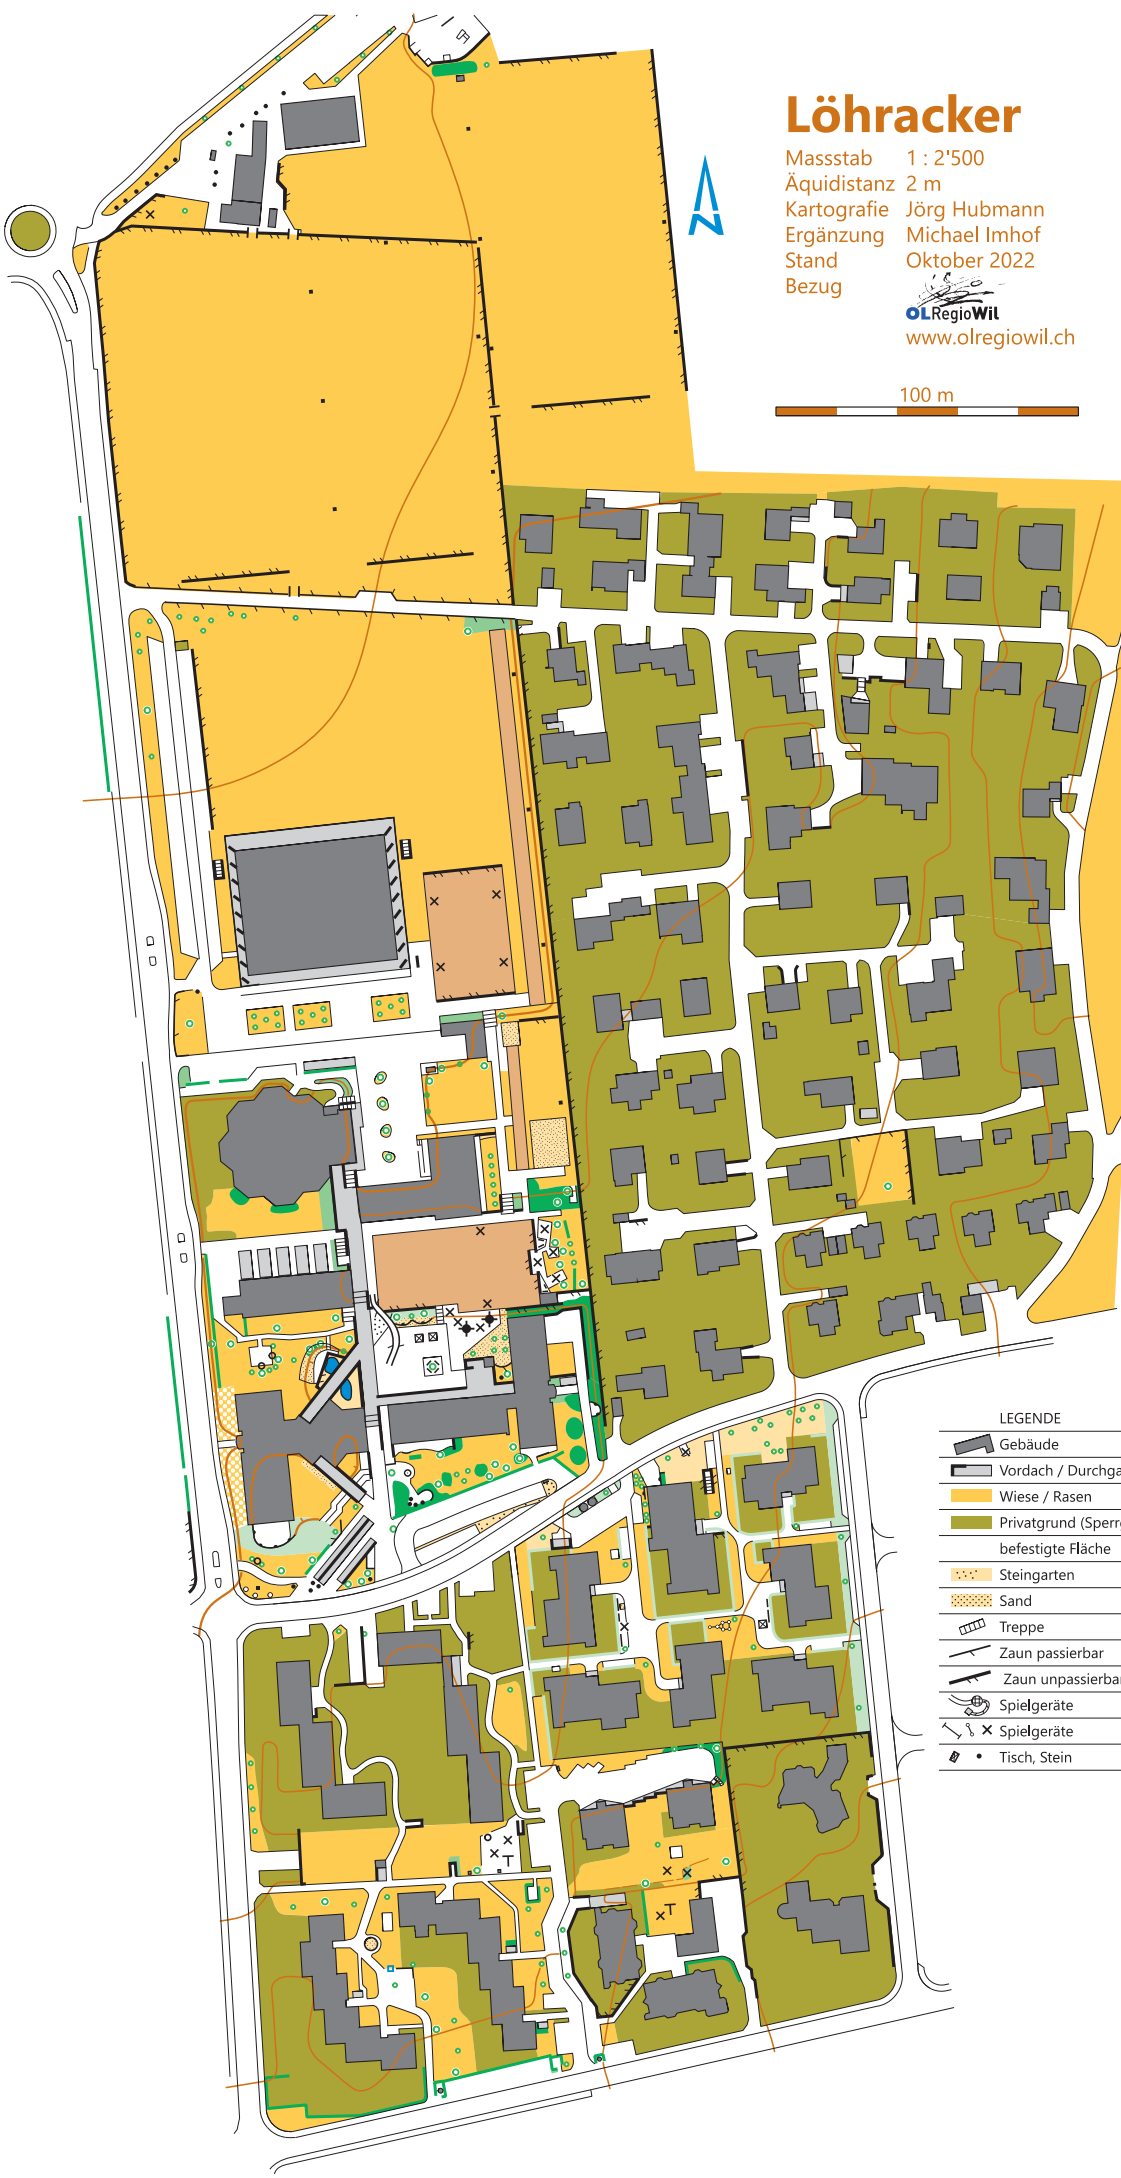 Löhracker
Massstab 1 : 2'500
Äquidistanz 2 m
Kartografie Jörg Hubmann
Ergänzung Michael Imhof
Stand Oktober 2022
Bezug
OLRegioWil
www.olregiowil.ch
100 m
N
LEGENDE
Gebäude
Vordach / Durchga
Wiese / Rasen
Privatgrund (Sperr
befestigte Fläche
Steingarten
Sand
Treppe
Zaun passierbar
Zaun unpassierbar
Spielgeräte
Spielgeräte
Tisch, Stein